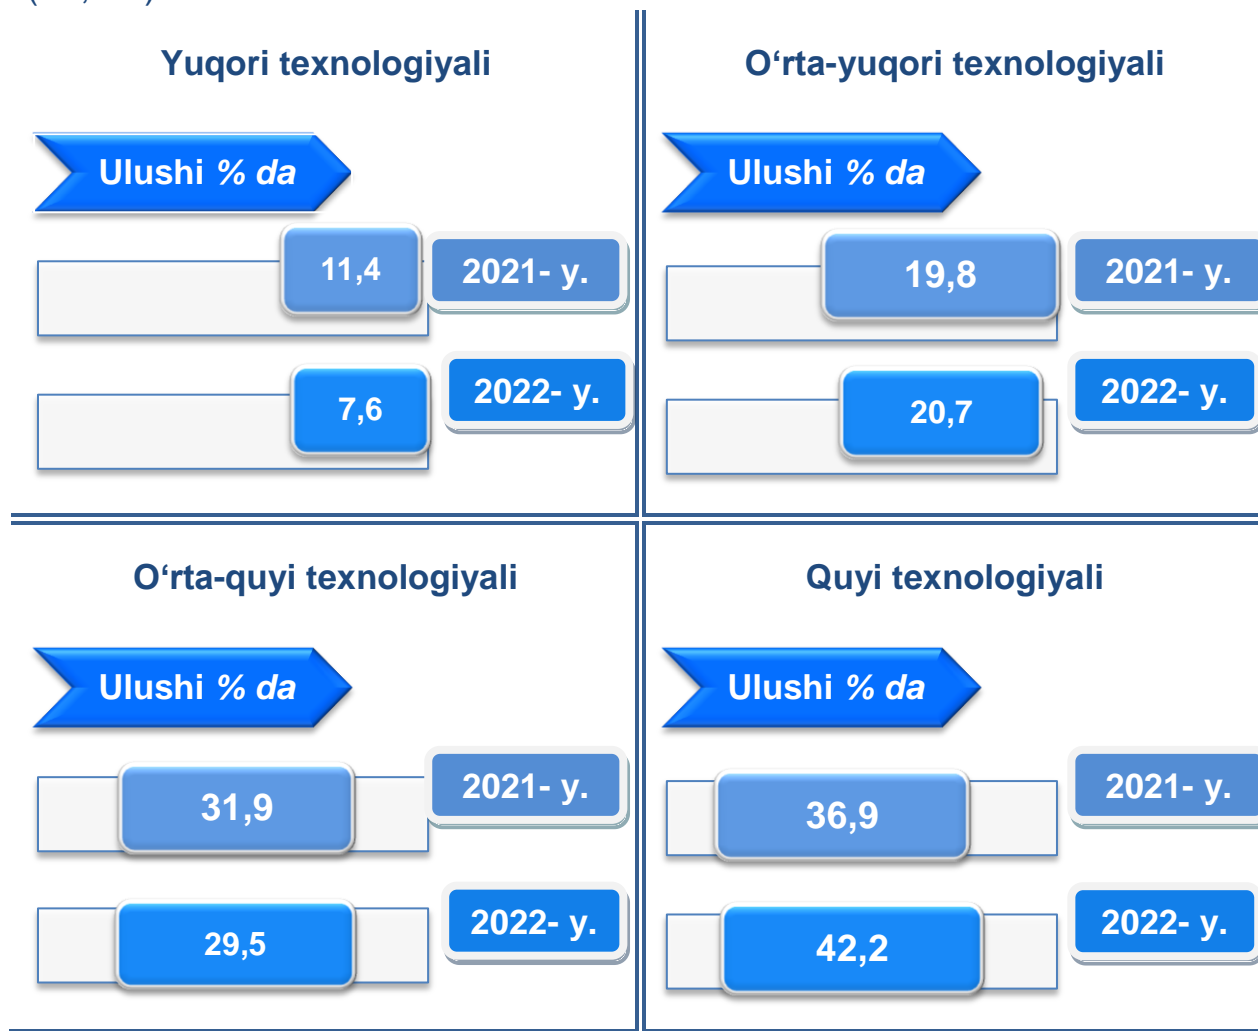 Yuqori texnologiyali
Ulushi % da
11,4
2021- y.
7,6
2022- y.
O‘rta-yuqori texnologiyali
Ulushi % da
19,8
2021- y.
20,7
2022- y.
O‘rta-quyi texnologiyali
Ulushi % da
31,9
2021- y.
29,5
2022- y.
Quyi texnologiyali
Ulushi % da
36,9
2021- y.
42,2
2022- y.